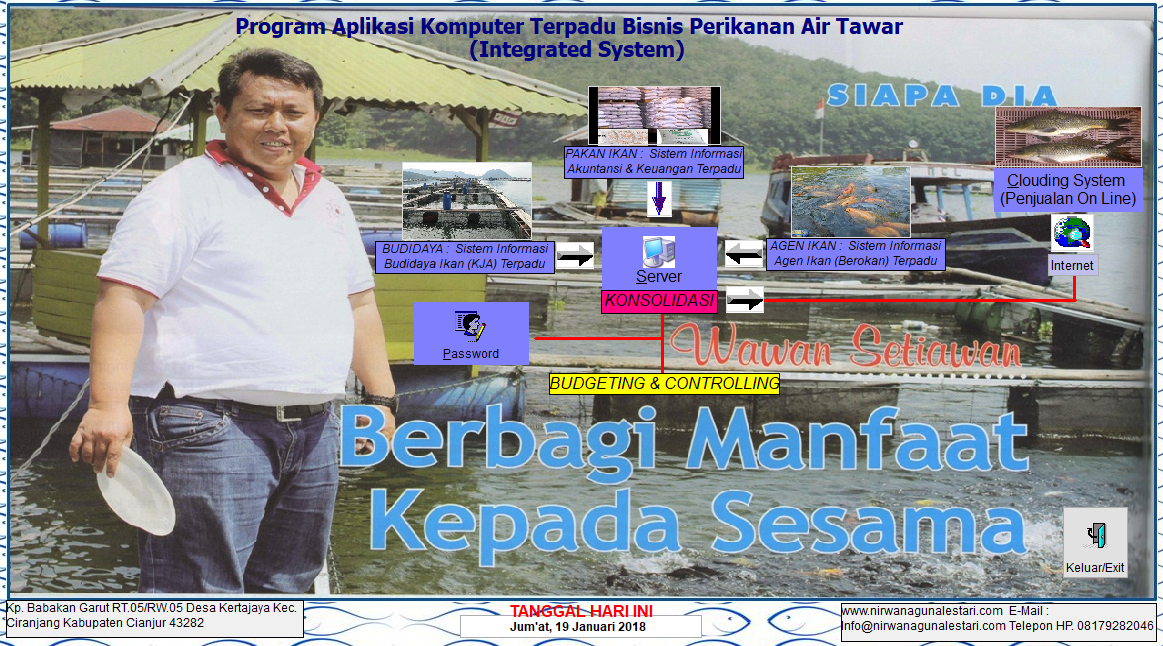 Program Aplikasi Komputer Terpadu Bisnis Perikanan Air Tawar
(Integrated System)
SIAPA DIA
PAKAN IKAN : Sistem Informasi
Akuntansi & Keuangan Terpadu
Clouding System
(Penjualan On Line)
BUDIDAYA : Sistem Informasi
Budidaya Ikan (KJA) Terpadu
AGEN IKAN : Sistem Informasi
Agen Ikan (Berokan) Terpadu
Server
Internet
KONSOLIDASI
Password
Wawan Setiawan
BUDGETING & CONTROLLING
Berbagi Manfaat
Kepada Sesama
Keluar/Exit
Kp. Babakan Garut RT.05/RW.05 Desa Kertajaya Kec.
Ciranjang Kabupaten Cianjur 43282
TANGGAL HARI INI
Jum'at, 19 Januari 2018
www.nirwanagunalestari.com E-Mail :
Info@nirwanagunalestari.com Telepon HP. 08179282046